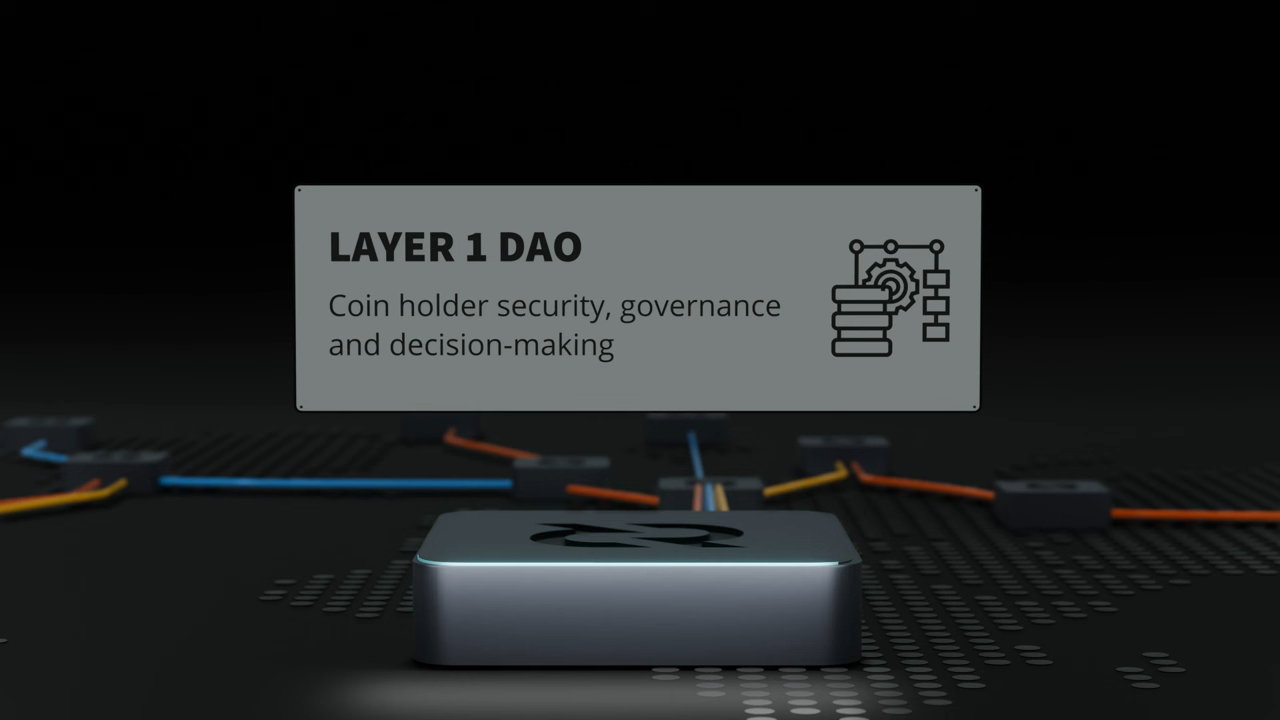 LAYER 1 DAO
Coin holder security, governance
and decision-making